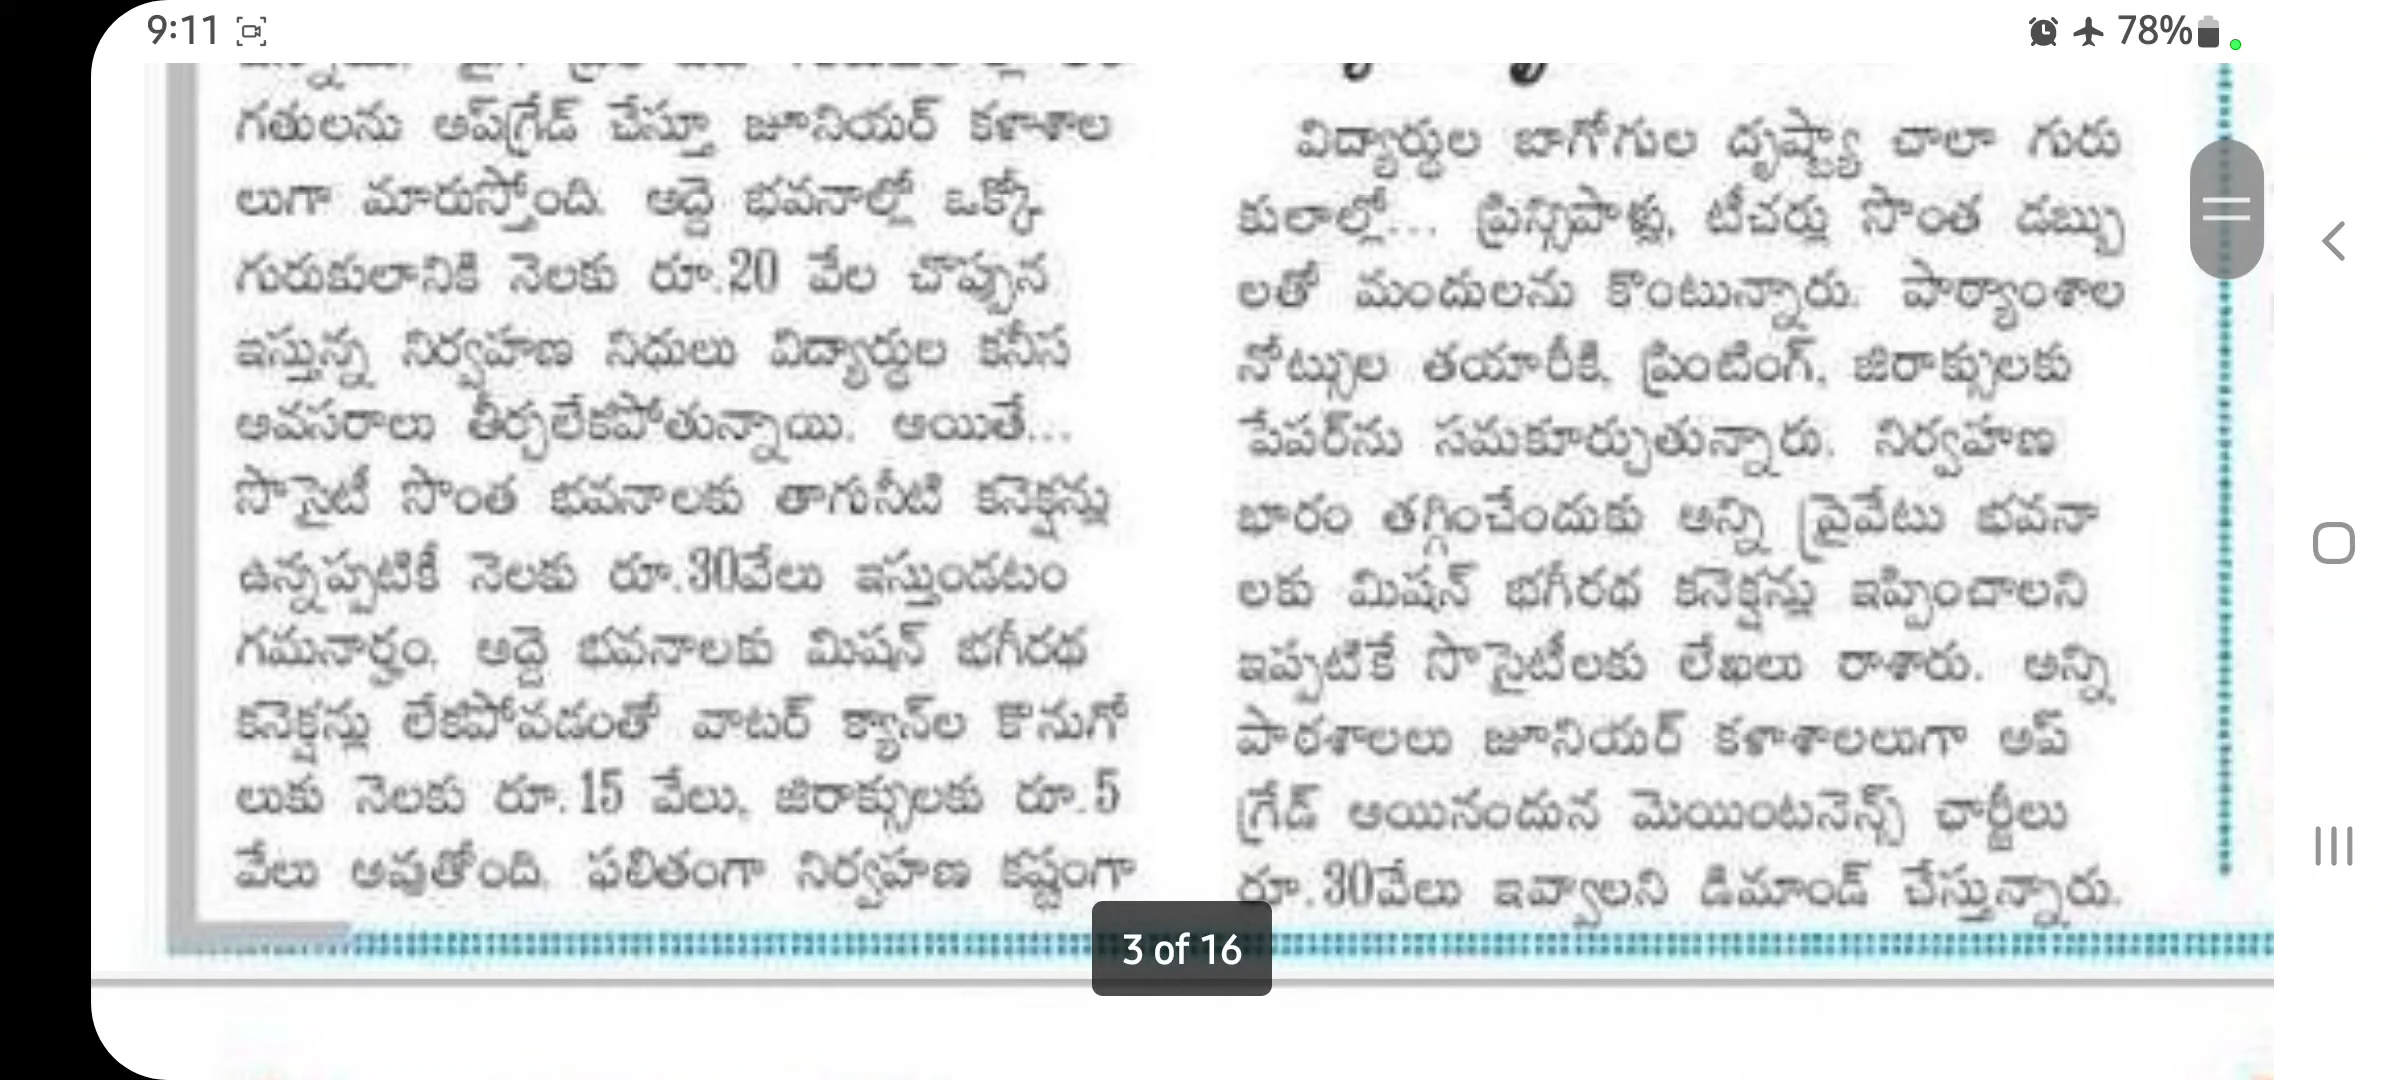 9:11
78%
గతులను అప్‌గ్రేడ్ చేస్తూ జూనియర్ కళాశాల
లుగా మారుస్తోంది. అద్దె భవనాల్లో ఒక్కో
గురుకులానికి నెలకు రూ.20 వేల చొప్పున
ఇస్తున్న నిర్వహణ నిధులు విద్యార్థుల కనీస
అవసరాలు తీర్చలేకపోతున్నాయి. అయితే...
సొసైటీ సొంత భవనాలకు తాగునీటి కనెక్షన్లు
ఉన్నప్పటికీ నెలకు రూ.30వేలు ఇస్తుండటం
గమనార్హం. అద్దె భవనాలకు మిషన్ భగీరథ
కనెక్షన్లు లేకపోవడంతో వాటర్ క్యాన్‌ల కొనుగో
లుకు నెలకు రూ.15 వేలు, జిరాక్సులకు రూ.5
వేలు అవుతోంది. ఫలితంగా నిర్వహణ కష్టంగా
విద్యార్థుల బాగోగుల దృష్ట్యా చాలా గురు
కులాల్లో... ప్రిన్సిపాళ్లు, టీచర్లు సొంత డబ్బు
లతో మందులను కొంటున్నారు. పాఠ్యాంశాల
నోట్సుల తయారీకి, ప్రింటింగ్, జిరాక్సులకు
పేపర్‌ను సమకూర్చుతున్నారు. నిర్వహణ
భారం తగ్గించేందుకు అన్ని ప్రైవేటు భవనా
లకు మిషన్ భగీరథ కనెక్షన్లు ఇప్పించాలని
ఇప్పటికే సొసైటీలకు లేఖలు రాశారు. అన్ని
పాఠశాలలు జూనియర్ కళాశాలలుగా అప్
గ్రేడ్ అయినందున మెయింటనెన్స్ చార్జీలు
రూ.30వేలు ఇవ్వాలని డిమాండ్ చేస్తున్నారు.
3 of 16